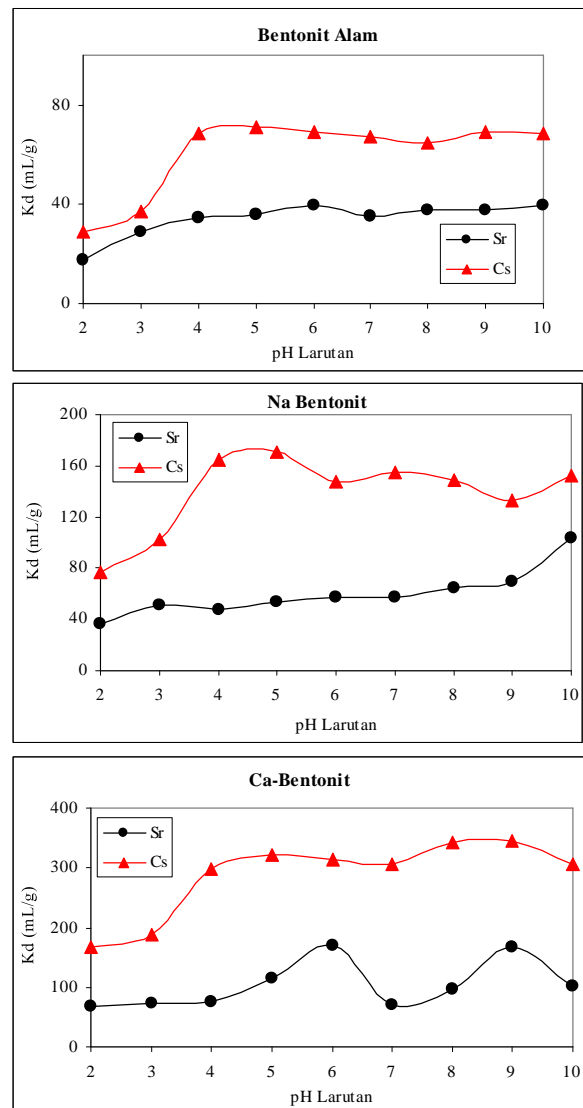 Bentonit Alam
Kd (mL/g)
80
40
0
Sr
Cs
2 3 4 5 6 7 8 9 10
pH Larutan
Na Bentonit
Kd (mL/g)
200
160
120
80
40
0
Sr
Cs
2 3 4 5 6 7 8 9 10
pH Larutan
Ca-Bentonit
Kd (mL/g)
400
300
200
100
0
Sr
Cs
2 3 4 5 6 7 8 9 10
pH Larutan